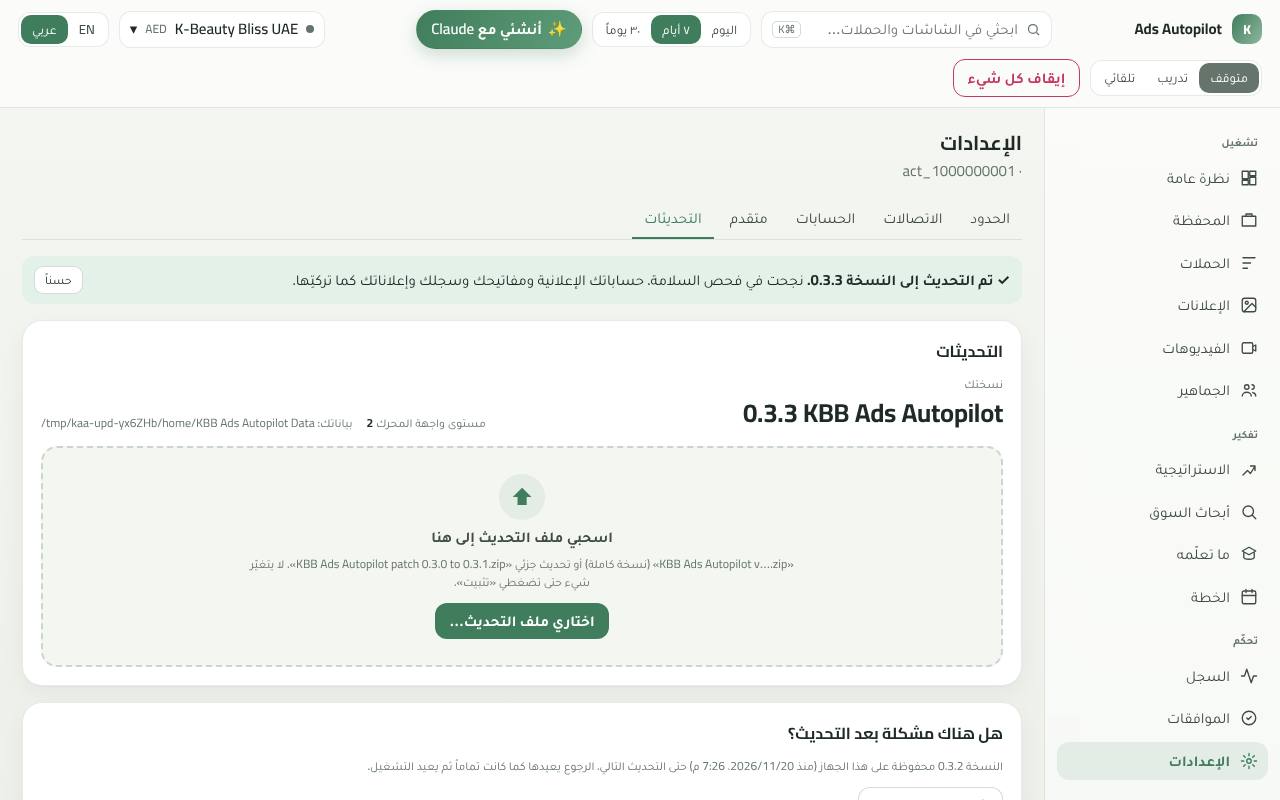 K Ads Autopilot
ابحثي في الشاشات والحملات... ⌘K
اليوم ٧ أيام ٣٠ يوماً
✨ أنشئي مع Claude
K-Beauty Bliss UAE AED ▾
EN عربي
متوقف تدريب تلقائي
إيقاف كل شيء
تشغيل
نظرة عامة
المحفظة
الحملات
الإعلانات
الفيديوهات
الجماهير
تفكير
الاستراتيجية
أبحاث السوق
ما تعلّمه
الخطة
تحكّم
السجل
الموافقات
الإعدادات
الإعدادات
· act_1000000001
الحدود الاتصالات الحسابات متقدم التحديثات
✓ تم التحديث إلى النسخة 0.3.3. نجحت في فحص السلامة. حساباتك الإعلانية ومفاتيحك وسجلك وإعلاناتك كما تركتِها.
حسناً
التحديثات
نسختك
0.3.3 KBB Ads Autopilot
مستوى واجهة المحرك 2 بياناتك: /tmp/kaa-upd-yx6ZHb/home/KBB Ads Autopilot Data
اسحبي ملف التحديث إلى هنا
«KBB Ads Autopilot v….zip» (نسخة كاملة) أو تحديث جزئي «KBB Ads Autopilot patch 0.3.0 to 0.3.1.zip». لا يتغيّر
شيء حتى تضغطي «تثبيت».
اختاري ملف التحديث...
هل هناك مشكلة بعد التحديث؟
النسخة 0.3.2 محفوظة على هذا الجهاز (منذ 2026/11/20، 7:26 م) حتى التحديث التالي. الرجوع يعيدها كما كانت تماماً ثم يعيد التشغيل.